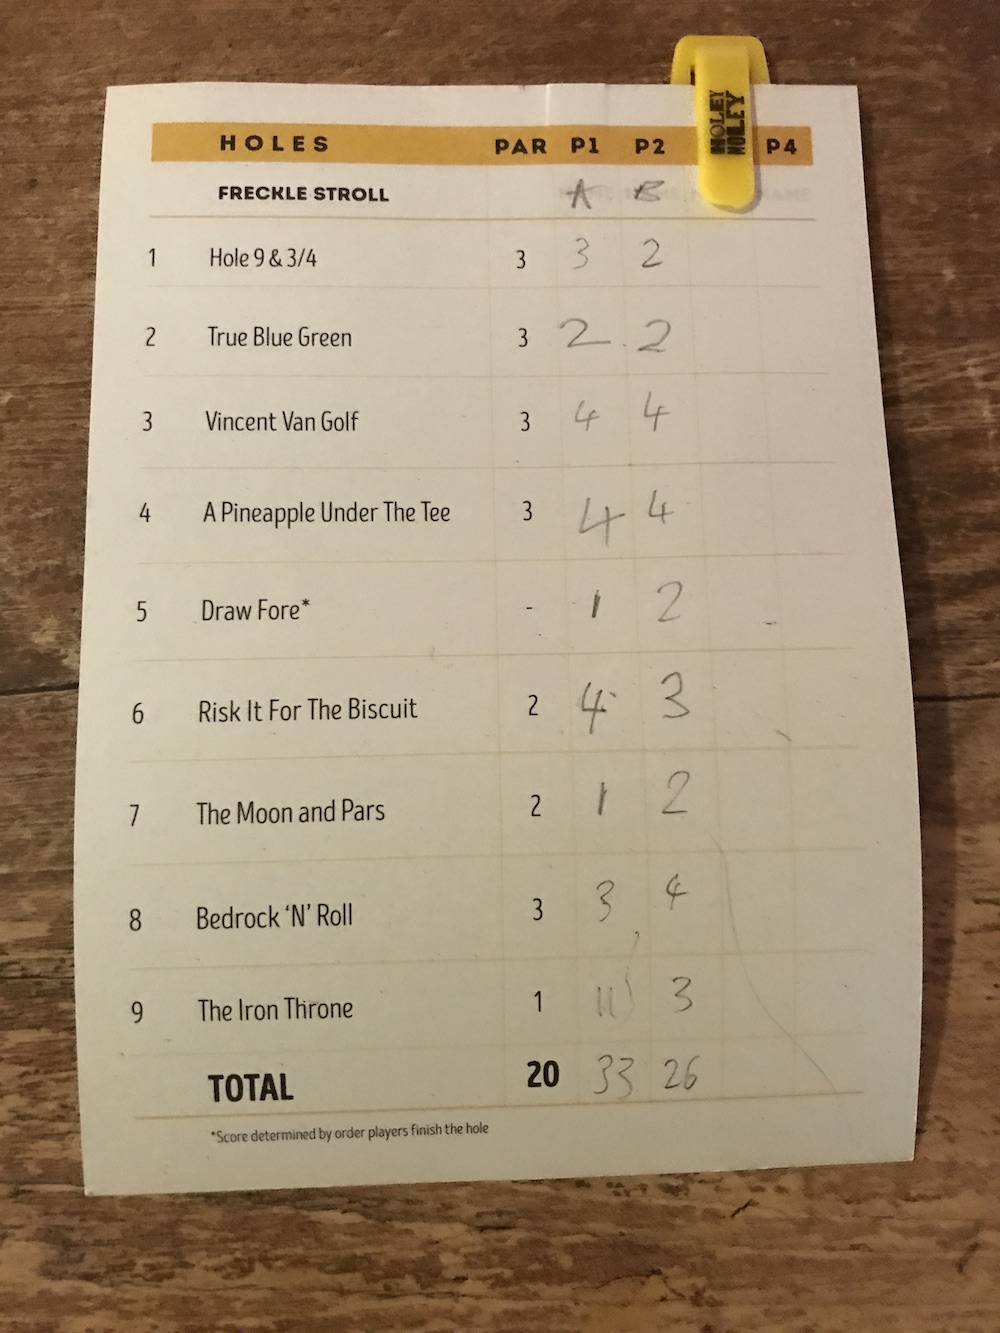 HOLEY MOLEY
HOLES PAR P1 P2 P4
FRECKLE STROLL A B NAME
1 Hole 9 & 3/4 3 3 2
2 True Blue Green 3 2 2
3 Vincent Van Golf 3 4 4
4 A Pineapple Under The Tee 3 4 4
5 Draw Fore* - 1 2
6 Risk It For The Biscuit 2 4 3
7 The Moon and Pars 2 1 2
8 Bedrock 'N' Roll 3 3 4
9 The Iron Throne 1 11 3
TOTAL 20 33 26
*Score determined by order players finish the hole